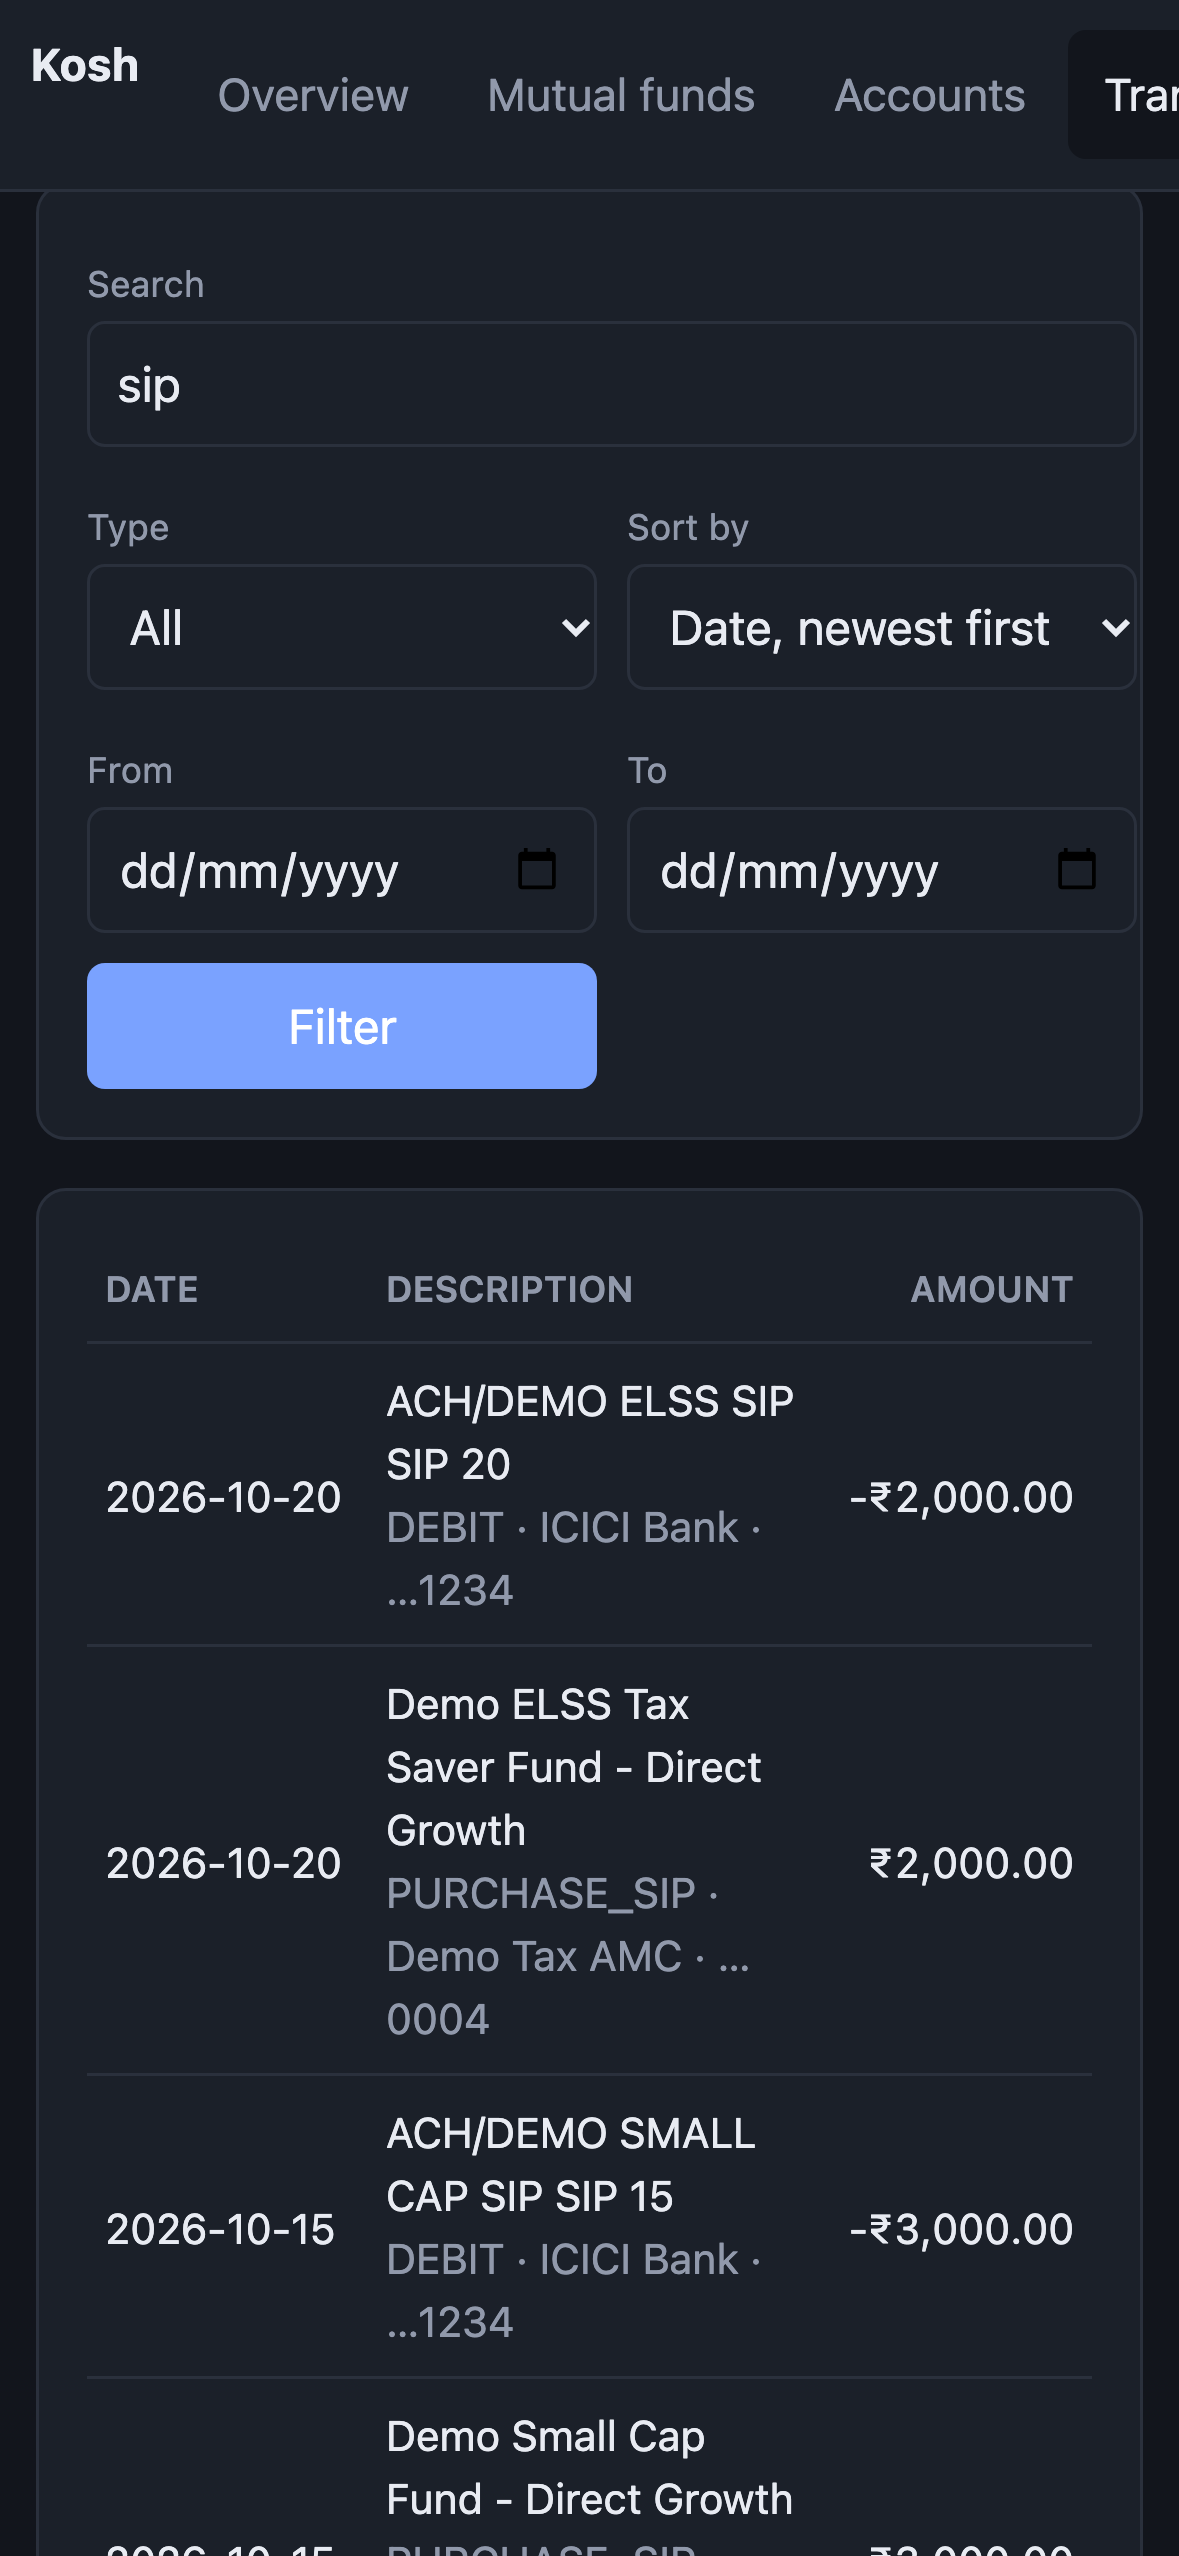 Kosh
Overview
Mutual funds
Accounts
Search
sip
Type
Sort by
All
Date, newest first
From
To
dd/mm/yyyy
dd/mm/yyyy
Filter
DATE
DESCRIPTION
AMOUNT
ACH/DEMO ELSS SIP
SIP 20
2026-10-20
-₹2,000.00
DEBIT · ICICI Bank ·
...1234
Demo ELSS Tax
Saver Fund - Direct
Growth
2026-10-20
₹2,000.00
PURCHASE_SIP ·
Demo Tax AMC · ...
0004
ACH/DEMO SMALL
CAP SIP SIP 15
2026-10-15
-₹3,000.00
DEBIT · ICICI Bank ·
...1234
Demo Small Cap
Fund - Direct Growth